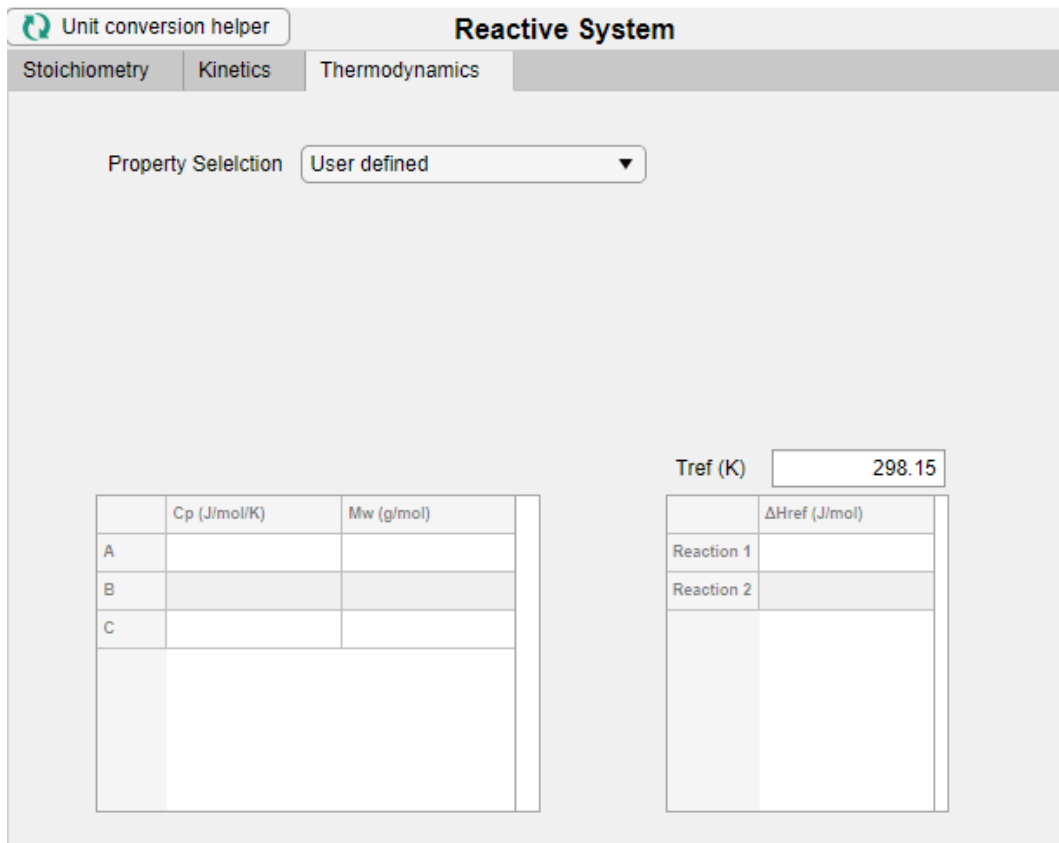 Unit conversion helper
Reactive System
Stoichiometry Kinetics Thermodynamics
Property Selelction User defined
Tref (K) 298.15
Cp (J/mol/K) Mw (g/mol)
A
B
C
ΔHref (J/mol)
Reaction 1
Reaction 2